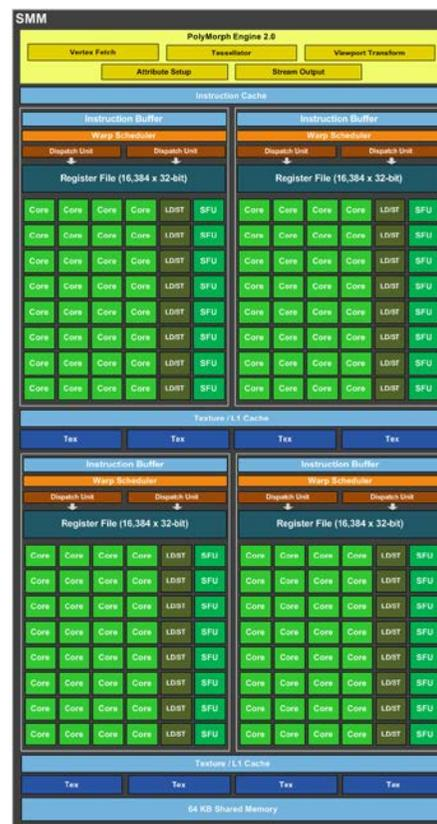 SMM
PolyMorph Engine 2.0
Vertex Fetch Tessellator Viewport Transform
Attribute Setup Stream Output
Instruction Cache
Instruction Buffer Instruction Buffer
Warp Scheduler Warp Scheduler
Dispatch Unit Dispatch Unit Dispatch Unit Dispatch Unit
Register File (16,384 x 32-bit) Register File (16,384 x 32-bit)
Core Core Core Core LD/ST SFU Core Core Core Core LD/ST SFU
Core Core Core Core LD/ST SFU Core Core Core Core LD/ST SFU
Core Core Core Core LD/ST SFU Core Core Core Core LD/ST SFU
Core Core Core Core LD/ST SFU Core Core Core Core LD/ST SFU
Core Core Core Core LD/ST SFU Core Core Core Core LD/ST SFU
Core Core Core Core LD/ST SFU Core Core Core Core LD/ST SFU
Core Core Core Core LD/ST SFU Core Core Core Core LD/ST SFU
Core Core Core Core LD/ST SFU Core Core Core Core LD/ST SFU
Texture / L1 Cache
Tex Tex Tex Tex
Instruction Buffer Instruction Buffer
Warp Scheduler Warp Scheduler
Dispatch Unit Dispatch Unit Dispatch Unit Dispatch Unit
Register File (16,384 x 32-bit) Register File (16,384 x 32-bit)
Core Core Core Core LD/ST SFU Core Core Core Core LD/ST SFU
Core Core Core Core LD/ST SFU Core Core Core Core LD/ST SFU
Core Core Core Core LD/ST SFU Core Core Core Core LD/ST SFU
Core Core Core Core LD/ST SFU Core Core Core Core LD/ST SFU
Core Core Core Core LD/ST SFU Core Core Core Core LD/ST SFU
Core Core Core Core LD/ST SFU Core Core Core Core LD/ST SFU
Core Core Core Core LD/ST SFU Core Core Core Core LD/ST SFU
Core Core Core Core LD/ST SFU Core Core Core Core LD/ST SFU
Texture / L1 Cache
Tex Tex Tex Tex
64 KB Shared Memory